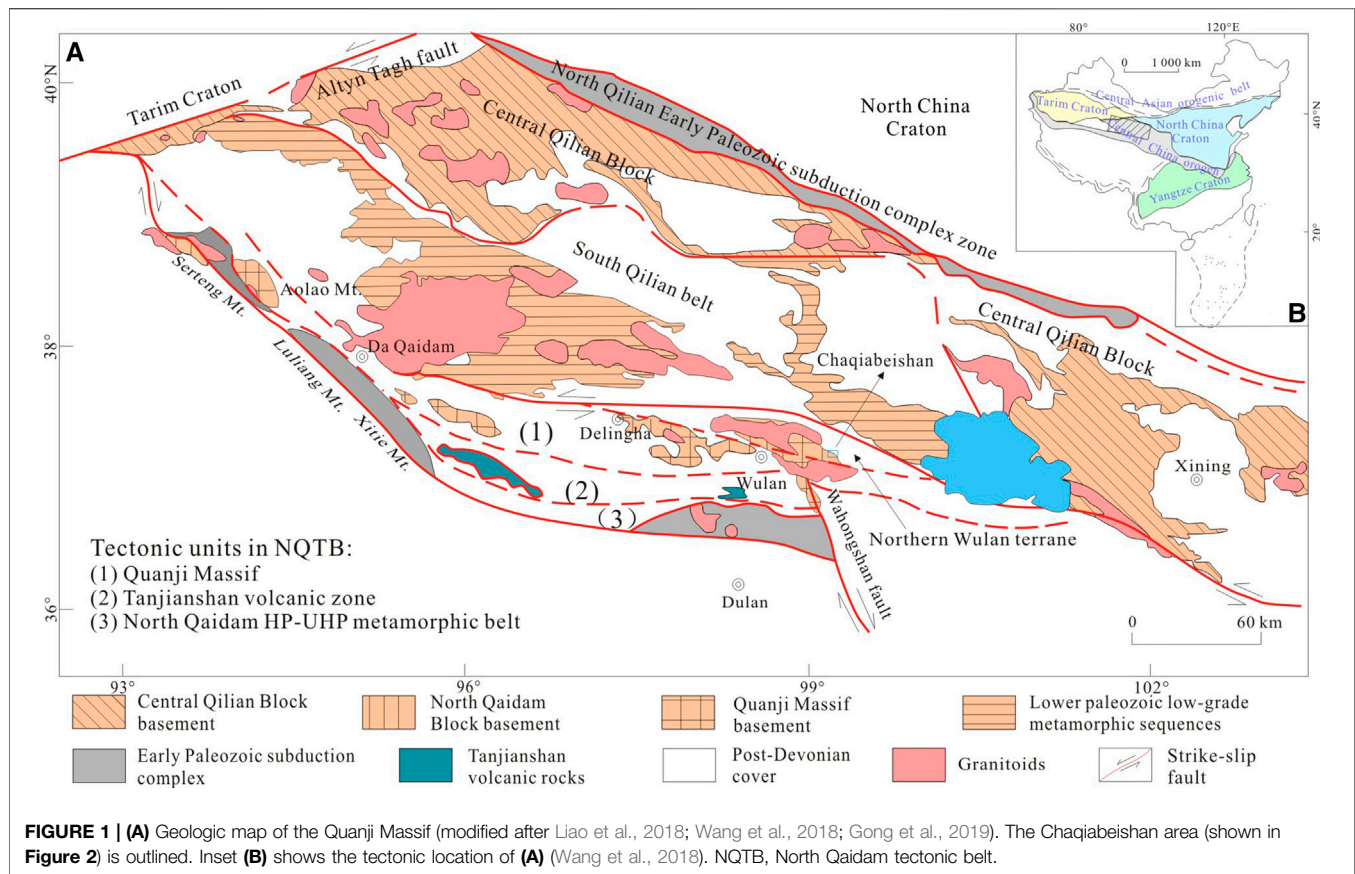 A
80°
120°E
0 1 000 km
Central Asian orogenic belt
Tarim Craton
North China
Craton
Central China orogen
Yangtze Craton
40°N
20°
B
40°N
38°
36°
Tarim Craton
Altyn Tagh fault
North Qilian Early Paleozoic subduction complex zone
North China
Craton
Central Qilian Block
South Qilian belt
Central Qilian Block
Serteng Mt.
Aolao Mt.
Luliang Mt.
Da Qaidam
Xitie Mt.
Chaqiabeishan
(1)
Delingha
Xining
(2)
Wulan
(3)
Wahongshan fault
Northern Wulan terrane
Dulan
Tectonic units in NQTB:
(1) Quanji Massif
(2) Tanjianshan volcanic zone
(3) North Qaidam HP-UHP metamorphic belt
0 60 km
93° 96° 99° 102°
Central Qilian Block
basement
North Qaidam
Block basement
Quanji Massif
basement
Lower paleozoic low-grade
metamorphic sequences
Early Paleozoic subduction
complex
Tanjianshan
volcanic rocks
Post-Devonian
cover
Granitoids
Strike-slip
fault
FIGURE 1 | (A) Geologic map of the Quanji Massif (modified after Liao et al., 2018; Wang et al., 2018; Gong et al., 2019). The Chaqiabeishan area (shown in
Figure 2) is outlined. Inset (B) shows the tectonic location of (A) (Wang et al., 2018). NQTB, North Qaidam tectonic belt.